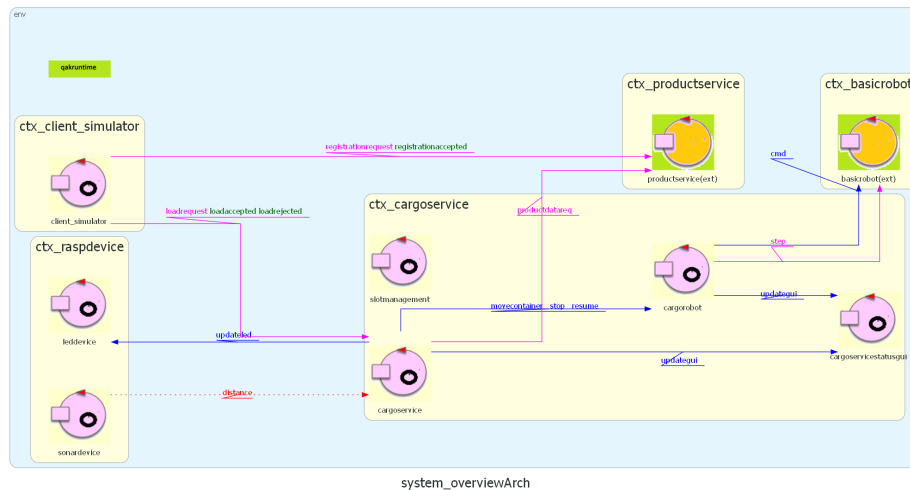 env
qakruntime
ctx_productservice
ctx_basicrobot
ctx_client_simulator
registrationrequest registrationaccepted
cmd
productservice(ext)
basicrobot(ext)
client_simulator
loadrequest loadaccepted loadrejected
productdatareq
ctx_cargoservice
ctx_raspdevice
step
slotmanagement
cargorobot
updategui
movecontainer stop resume
leddevice
updateled
cargoservicestatusgui
updategui
distance
cargoservice
sonardevice
system_overviewArch